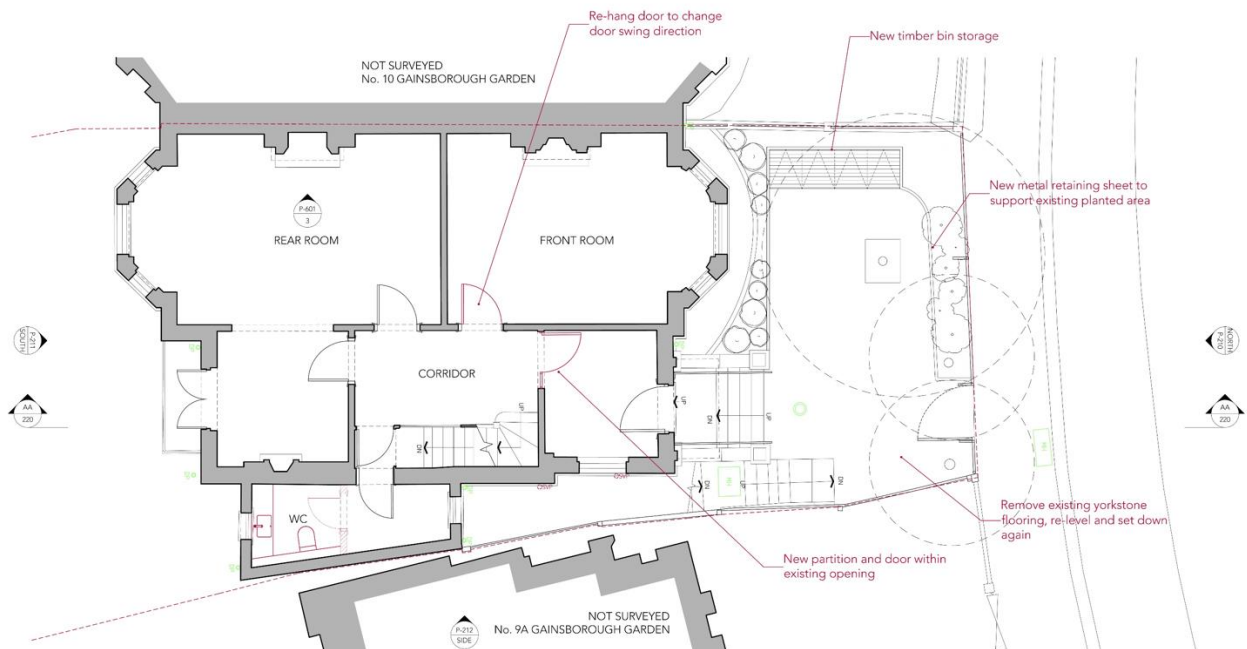 Re-hang door to change
door swing direction
New timber bin storage
NOT SURVEYED
No. 10 GAINSBOROUGH GARDEN
New metal retaining sheet to
support existing planted area
P-601
3
REAR ROOM
FRONT ROOM
P-211
SOUTH
NORTH
P-210
CORRIDOR
AA
220
AA
220
UP
DN
UP
DN
DN
UP
WC
DN
UP
DN
Remove existing yorkstone
flooring, re-level and set down
again
New partition and door within
existing opening
NOT SURVEYED
No. 9A GAINSBOROUGH GARDEN
P-212
SIDE